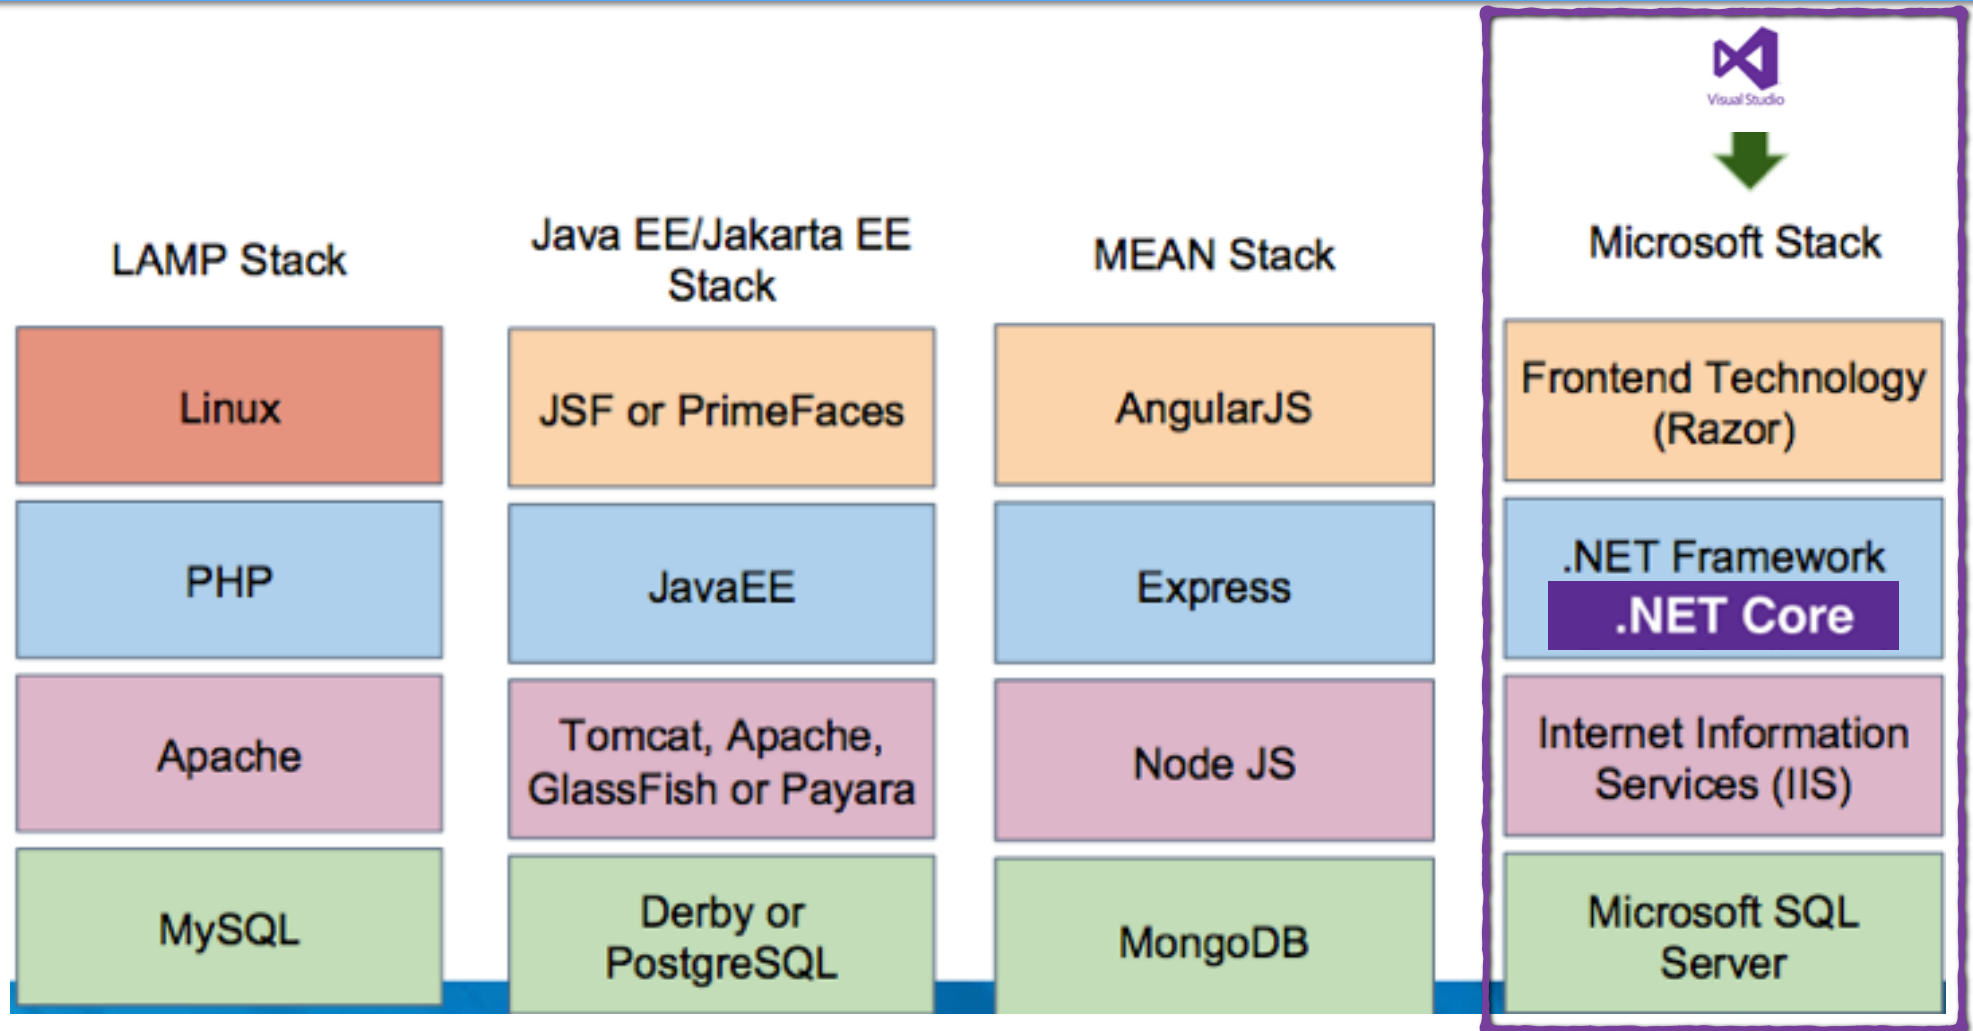 Visual Studio
LAMP Stack
Java EE/Jakarta EE
Stack
MEAN Stack
Microsoft Stack
Linux
JSF or PrimeFaces
AngularJS
Frontend Technology
(Razor)
PHP
JavaEE
Express
.NET Framework
.NET Core
Apache
Tomcat, Apache,
GlassFish or Payara
Node JS
Internet Information
Services (IIS)
MySQL
Derby or
PostgreSQL
MongoDB
Microsoft SQL
Server